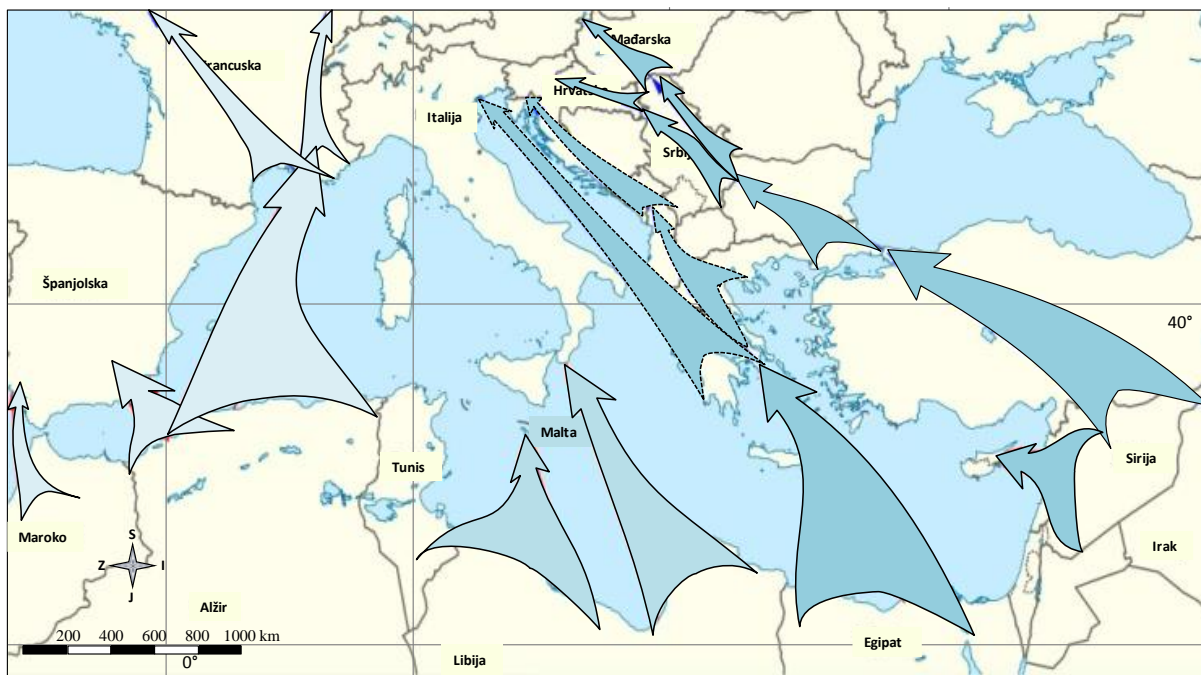 Mađarska
Francuska
Hrvatska
Italija
Srbija
Španjolska
40°
Malta
Tunis
Sirija
Maroko
S
Z
I
J
Irak
Alžir
200 400 600 800 1000 km
0°
Egipat
Libija